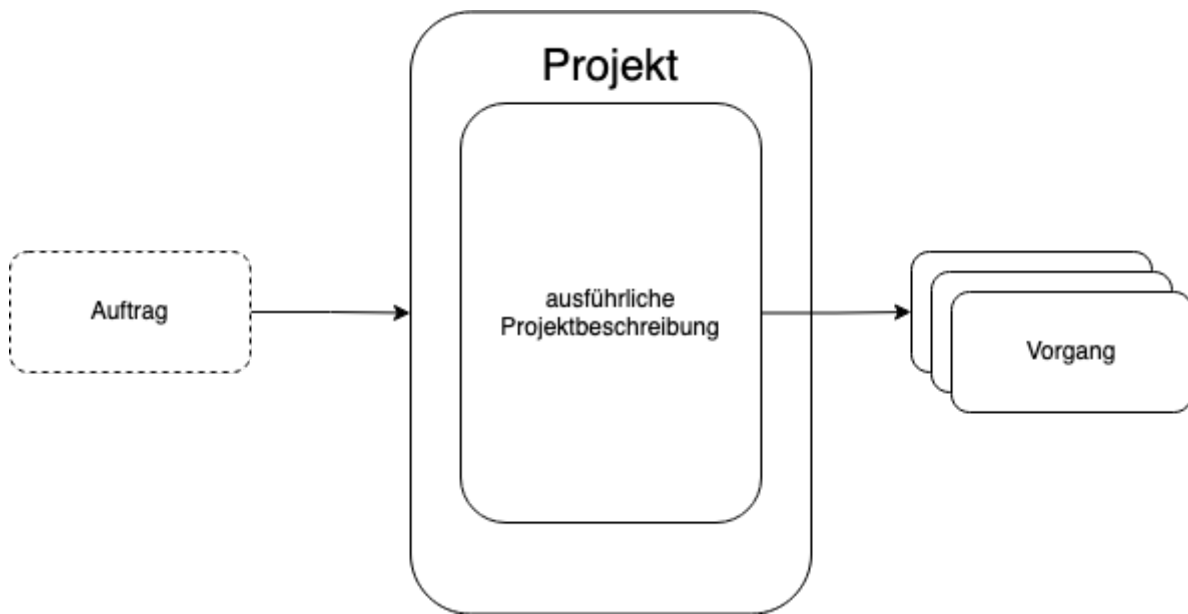 Projekt
Auftrag
ausführliche
Projektbeschreibung
Vorgang